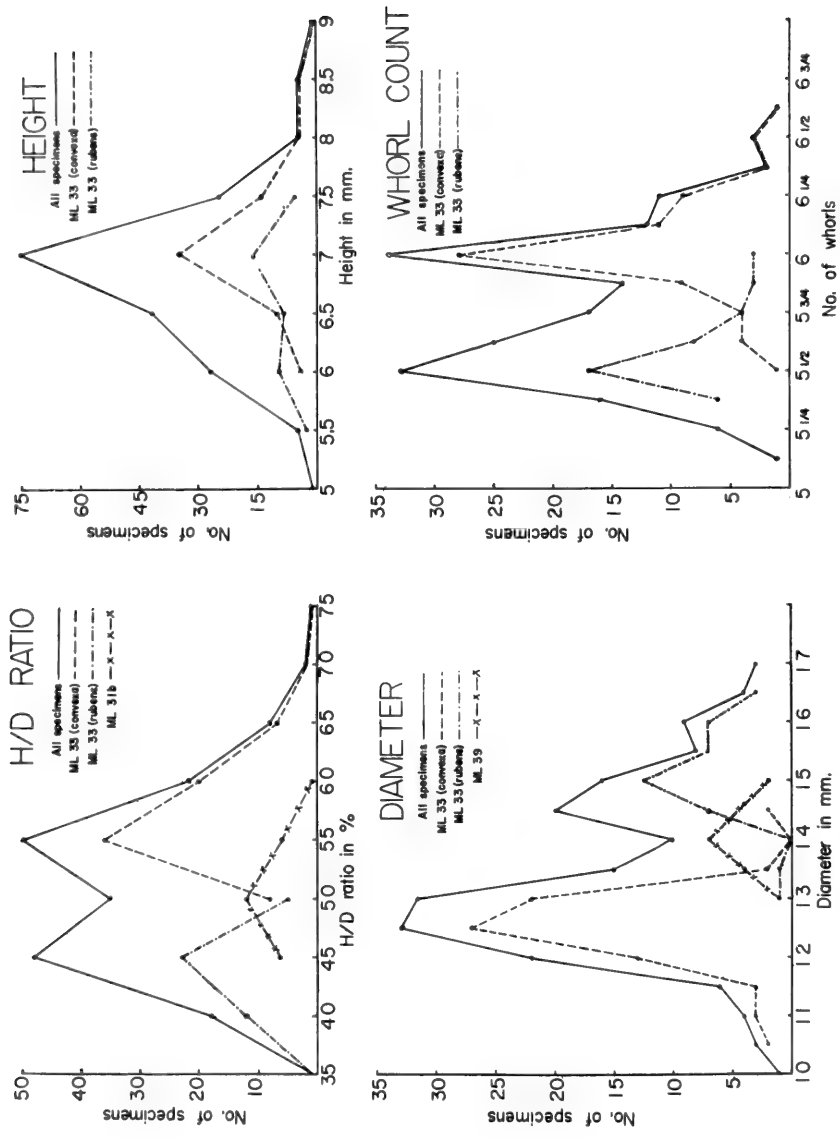 H/D RATIO
All specimens
ML 33 (convexa)
ML 33 (rubens)
ML 31b —x—x—x
No. of specimens
50
40
30
20
10
35 40 45 50 55 60 65 70 75
H/D ratio in %
HEIGHT
All specimens
ML 33 (convexa)
ML 33 (rubens)
No. of specimens
75
60
45
30
15
5 5.5 6 6.5 7 7.5 8 8.5 9
Height in mm.
DIAMETER
All specimens
ML 33 (convexa)
ML 33 (rubens)
ML 39 —x—x—x
No. of specimens
35
30
25
20
15
10
5
10 11 12 13 14 15 16 17
Diameter in mm.
WHORL COUNT
All specimens
ML 33 (convexa)
ML 33 (rubens)
No. of specimens
35
30
25
20
15
10
5
5 5 1/4 5 1/2 5 3/4 6 6 1/4 6 1/2 6 3/4
No. of whorls